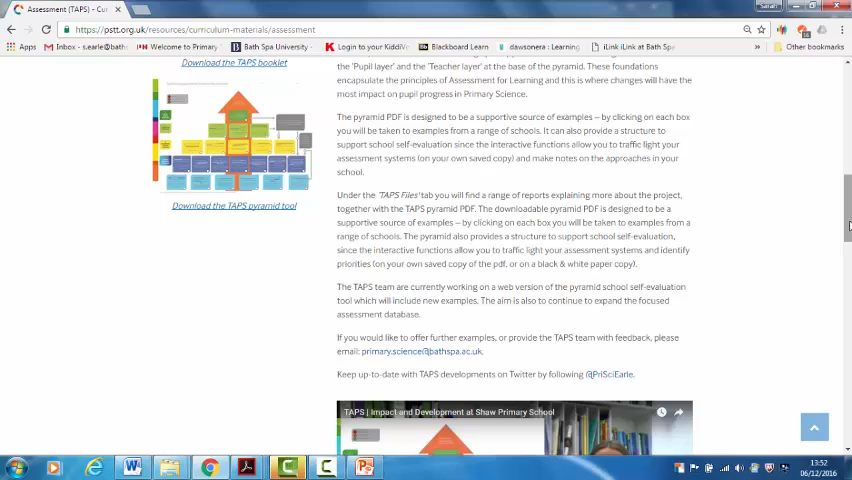 Sarah
Assessment (TAPS) - Cur
https://pstt.org.uk/resources/curriculum-materials/assessment
Apps
Inbox - s.earle@bathsp
Welcome to Primary
Bath Spa University -
Login to your KiddiV
Blackboard Learn
dawsonera : Learning
iLink iLink at Bath Spa
»
Other bookmarks
Download the TAPS booklet
Download the TAPS pyramid tool
the 'Pupil layer' and the 'Teacher layer' at the base of the pyramid. These foundations
encapsulate the principles of Assessment for Learning and this is where changes will have the
most impact on pupil progress in Primary Science.
The pyramid PDF is designed to be a supportive source of examples – by clicking on each box
you will be taken to examples from a range of schools. It can also provide a structure to
support school self-evaluation since the interactive functions allow you to traffic light your
assessment systems (on your own saved copy) and make notes on the approaches in your
school.
Under the 'TAPS Files' tab you will find a range of reports explaining more about the project,
together with the TAPS pyramid PDF. The downloadable pyramid PDF is designed to be a
supportive source of examples – by clicking on each box you will be taken to examples from a
range of schools. The pyramid also provides a structure to support school self-evaluation,
since the interactive functions allow you to traffic light your assessment systems and identify
priorities (on your own saved copy of the pdf, or on a black & white paper copy).
The TAPS team are currently working on a web version of the pyramid school self-evaluation
tool which will include new examples. The aim is also to continue to expand the focused
assessment database.
If you would like to offer further examples, or provide the TAPS team with feedback, please
email: primary.science@bathspa.ac.uk.
Keep up-to-date with TAPS developments on Twitter by following @PriSciEarle.
TAPS | Impact and Development at Shaw Primary School
13:52
06/12/2016